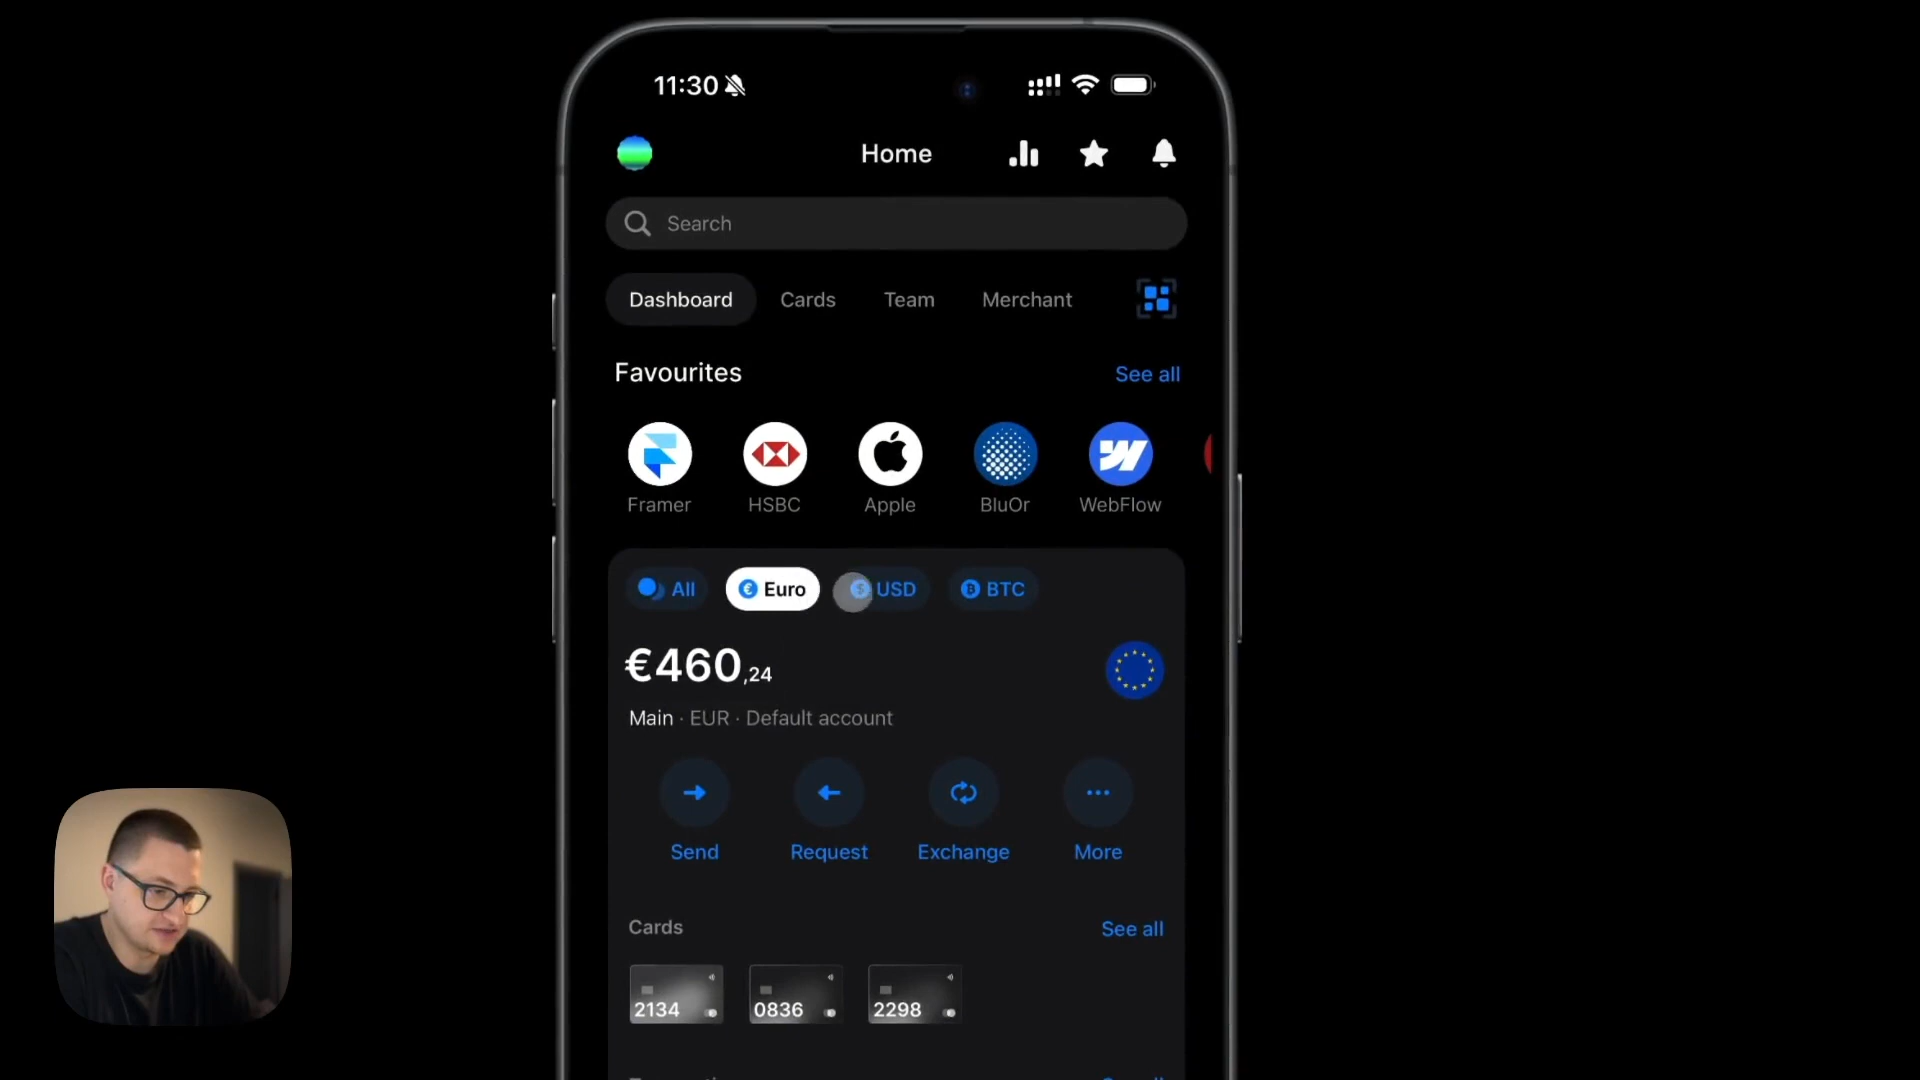 11:30
Home
Search
Dashboard Cards Team Merchant
Favourites See all
Framer HSBC Apple BluOr WebFlow
All € Euro $ USD BTC
€460,24
Main · EUR · Default account
Send Request Exchange More
Cards See all
2134 0836 2298